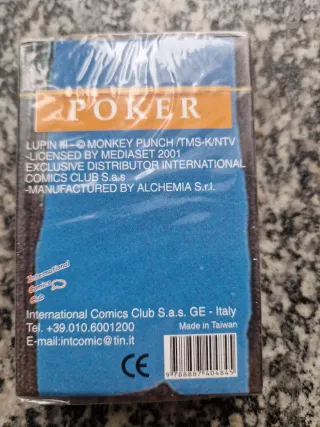 POKER
LUPIN III - © MONKEY PUNCH /TMS-K/NTV
-LICENSED BY MEDIASET 2001
EXCLUSIVE DISTRIBUTOR INTERNATIONAL
COMICS CLUB S.a.s
-MANUFACTURED BY ALCHEMIA S.r.l.
International
Comics
Club
International Comics Club S.a.s. GE - Italy
Tel. +39.010.6001200
Made in Taiwan
E-mail:intcomic@tin.it
CE
9788887404845